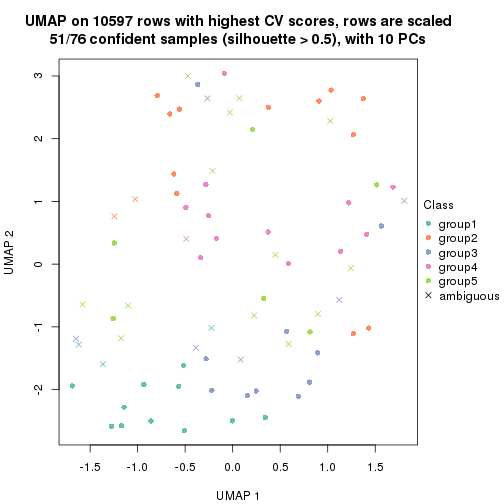 UMAP on 10597 rows with highest CV scores, rows are scaled
51/76 confident samples (silhouette > 0.5), with 10 PCs
3
2
1
0
-1
-2
UMAP 2
-1.5 -1.0 -0.5 0.0 0.5 1.0 1.5
UMAP 1
Class
group1
group2
group3
group4
group5
ambiguous